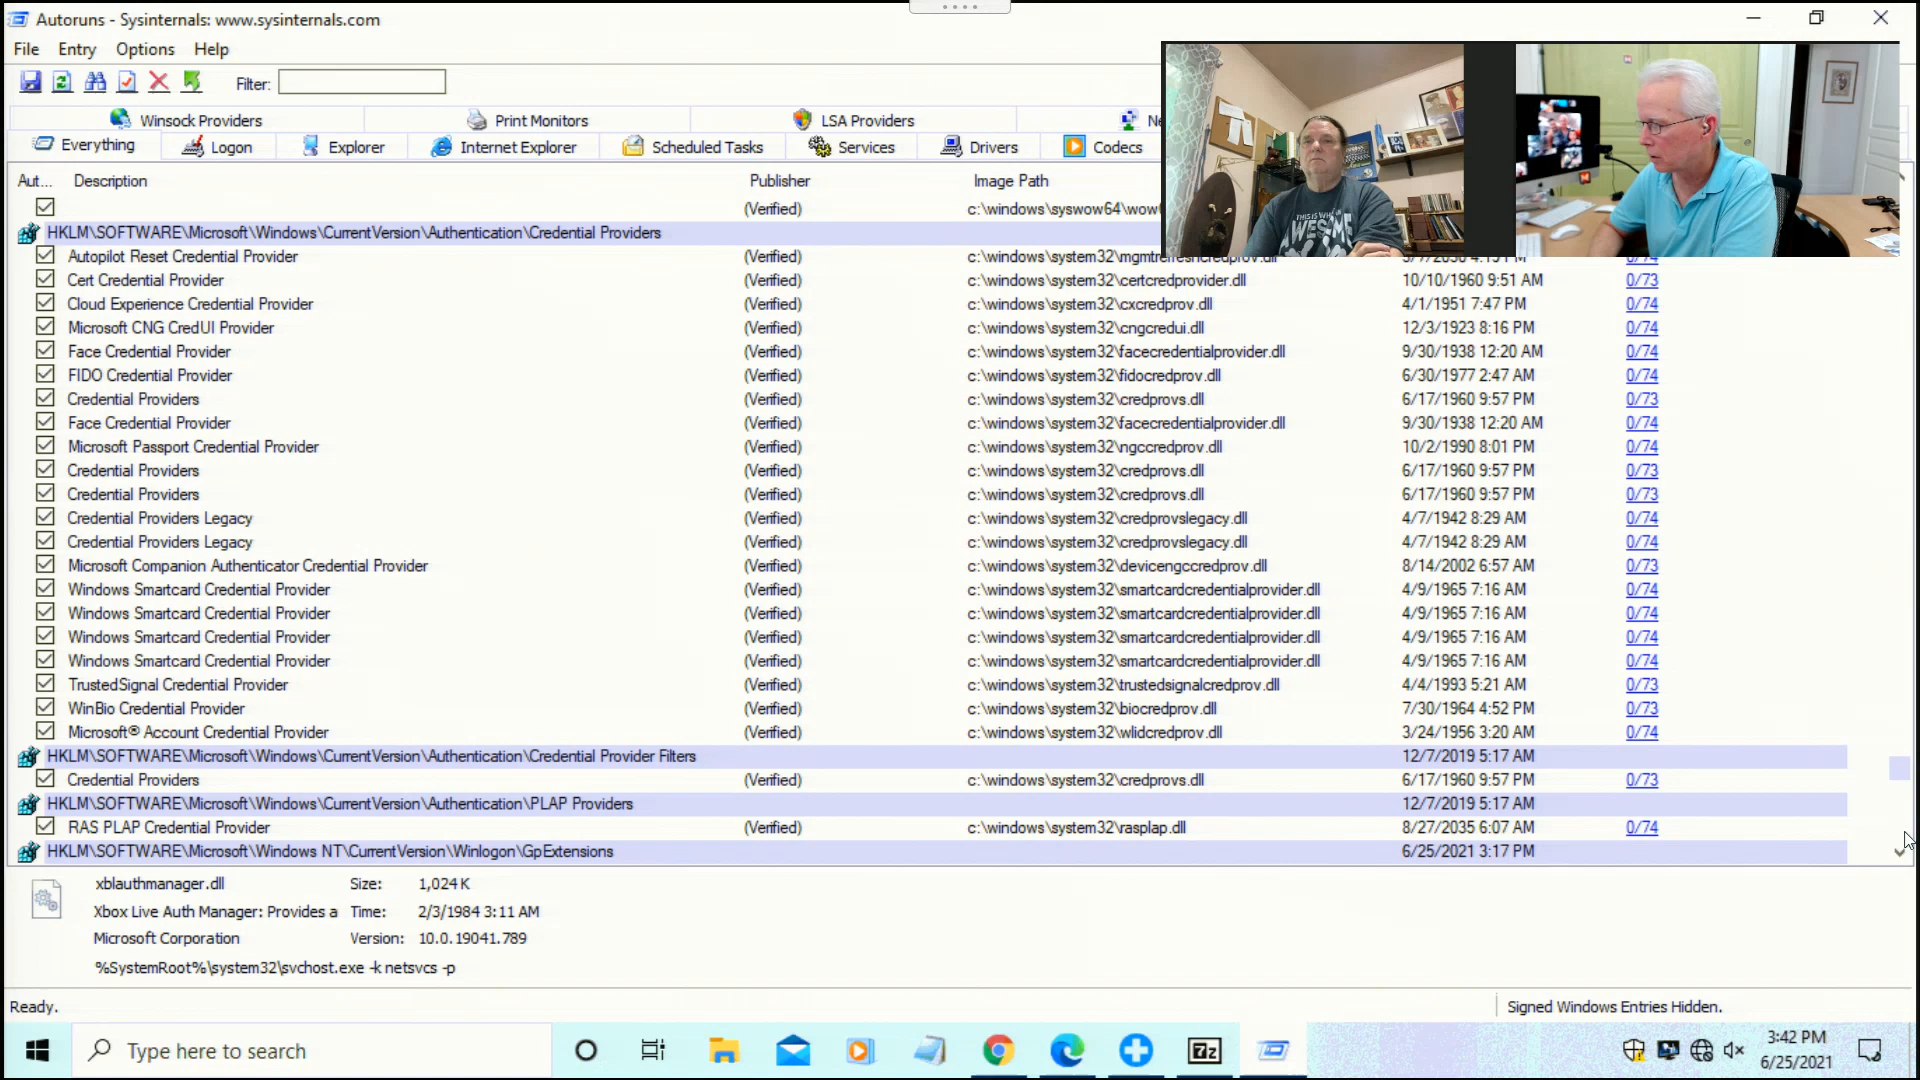 Autoruns - Sysinternals: www.sysinternals.com
File Entry Options Help
Filter:
Winsock Providers Print Monitors LSA Providers Ne
Everything Logon Explorer Internet Explorer Scheduled Tasks Services Drivers Codecs
Aut... Description Publisher Image Path
(Verified) c:\windows\syswow64\wow
HKLM\SOFTWARE\Microsoft\Windows\CurrentVersion\Authentication\Credential Providers
Autopilot Reset Credential Provider (Verified) c:\windows\system32\mgmtrefreshcredprov.dll 0/74
Cert Credential Provider (Verified) c:\windows\system32\certcredprovider.dll 10/10/1960 9:51 AM 0/73
Cloud Experience Credential Provider (Verified) c:\windows\system32\cxcredprov.dll 4/1/1951 7:47 PM 0/74
Microsoft CNG CredUI Provider (Verified) c:\windows\system32\cngcredui.dll 12/3/1923 8:16 PM 0/74
Face Credential Provider (Verified) c:\windows\system32\facecredentialprovider.dll 9/30/1938 12:20 AM 0/74
FIDO Credential Provider (Verified) c:\windows\system32\fidocredprov.dll 6/30/1977 2:47 AM 0/74
Credential Providers (Verified) c:\windows\system32\credprovs.dll 6/17/1960 9:57 PM 0/73
Face Credential Provider (Verified) c:\windows\system32\facecredentialprovider.dll 9/30/1938 12:20 AM 0/74
Microsoft Passport Credential Provider (Verified) c:\windows\system32\ngccredprov.dll 10/2/1990 8:01 PM 0/74
Credential Providers (Verified) c:\windows\system32\credprovs.dll 6/17/1960 9:57 PM 0/73
Credential Providers (Verified) c:\windows\system32\credprovs.dll 6/17/1960 9:57 PM 0/73
Credential Providers Legacy (Verified) c:\windows\system32\credprovslegacy.dll 4/7/1942 8:29 AM 0/74
Credential Providers Legacy (Verified) c:\windows\system32\credprovslegacy.dll 4/7/1942 8:29 AM 0/74
Microsoft Companion Authenticator Credential Provider (Verified) c:\windows\system32\devicengccredprov.dll 8/14/2002 6:57 AM 0/73
Windows Smartcard Credential Provider (Verified) c:\windows\system32\smartcardcredentialprovider.dll 4/9/1965 7:16 AM 0/74
Windows Smartcard Credential Provider (Verified) c:\windows\system32\smartcardcredentialprovider.dll 4/9/1965 7:16 AM 0/74
Windows Smartcard Credential Provider (Verified) c:\windows\system32\smartcardcredentialprovider.dll 4/9/1965 7:16 AM 0/74
Windows Smartcard Credential Provider (Verified) c:\windows\system32\smartcardcredentialprovider.dll 4/9/1965 7:16 AM 0/74
TrustedSignal Credential Provider (Verified) c:\windows\system32\trustedsignalcredprov.dll 4/4/1993 5:21 AM 0/73
WinBio Credential Provider (Verified) c:\windows\system32\biocredprov.dll 7/30/1964 4:52 PM 0/73
Microsoft® Account Credential Provider (Verified) c:\windows\system32\wlidcredprov.dll 3/24/1956 3:20 AM 0/74
HKLM\SOFTWARE\Microsoft\Windows\CurrentVersion\Authentication\Credential Provider Filters 12/7/2019 5:17 AM
Credential Providers (Verified) c:\windows\system32\credprovs.dll 6/17/1960 9:57 PM 0/73
HKLM\SOFTWARE\Microsoft\Windows\CurrentVersion\Authentication\PLAP Providers 12/7/2019 5:17 AM
RAS PLAP Credential Provider (Verified) c:\windows\system32\rasplap.dll 8/27/2035 6:07 AM 0/74
HKLM\SOFTWARE\Microsoft\Windows NT\CurrentVersion\Winlogon\GpExtensions 6/25/2021 3:17 PM
xblauthmanager.dll Size: 1,024 K
Xbox Live Auth Manager: Provides a Time: 2/3/1984 3:11 AM
Microsoft Corporation Version: 10.0.19041.789
%SystemRoot%\system32\svchost.exe -k netsvcs -p
Ready. Signed Windows Entries Hidden.
Type here to search
7z
3:42 PM
6/25/2021
THIS IS WHAT
AWESOME